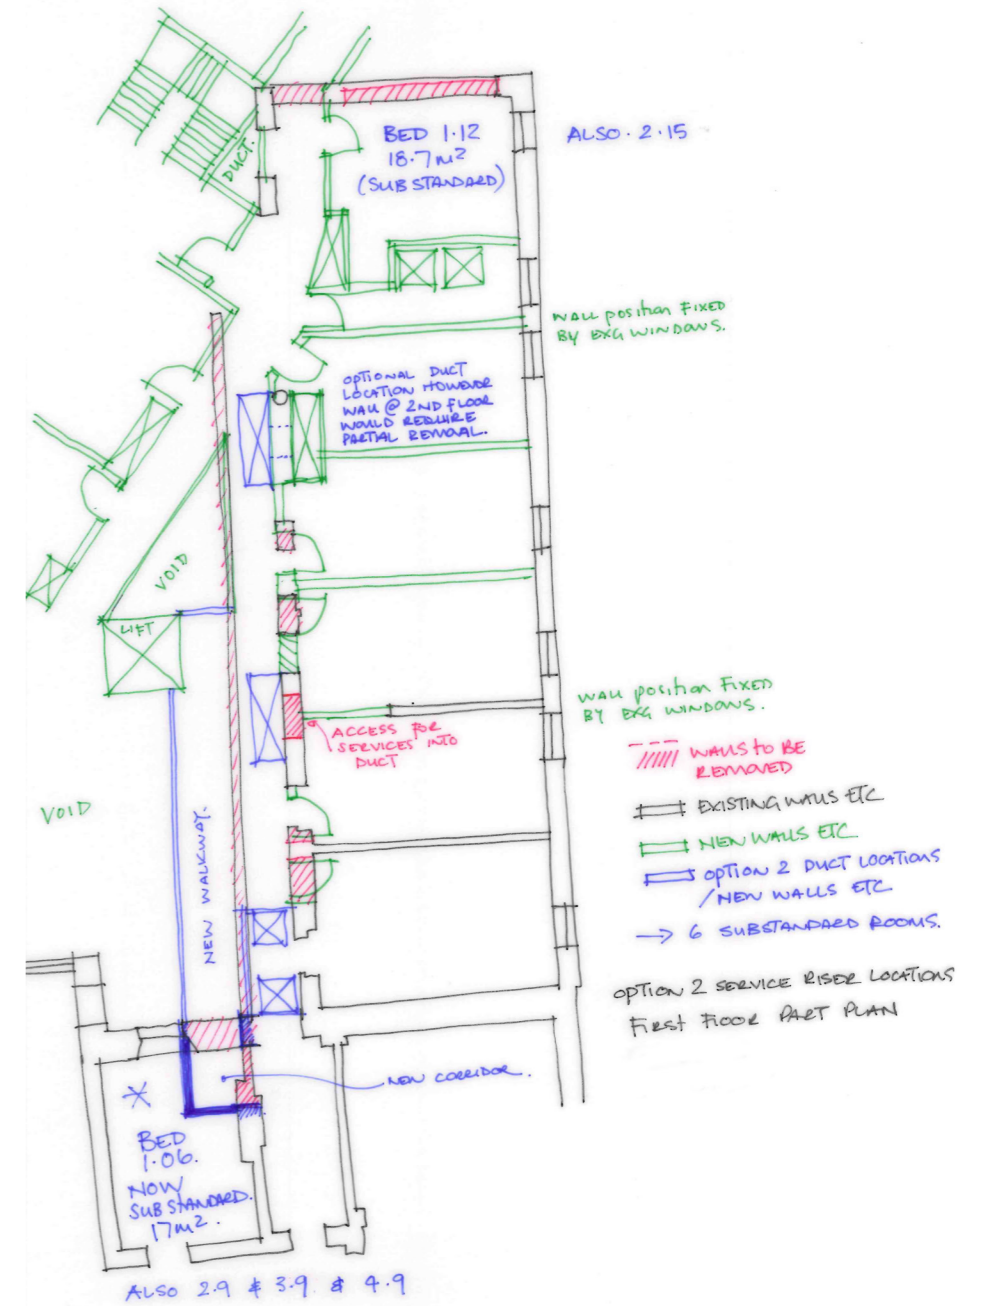 DUCT.
BED 1.12
18.7m²
(SUBSTANDARD)
ALSO. 2.15
WALL position FIXED
BY EXG WINDOWS.
OPTIONAL DUCT
LOCATION HOWEVER
WALL @ 2ND FLOOR
WOULD REQUIRE
PARTIAL REMOVAL.
VOID
LIFT
WALL position FIXED
BY EXG WINDOWS.
ACCESS FOR
SERVICES INTO
DUCT
WALLS to BE
REMOVED
EXISTING WALLS ETC
NEW WALLS ETC
OPTION 2 DUCT LOCATIONS
/NEW WALLS ETC
→ 6 SUBSTANDARD ROOMS.
VOID
NEW WALKWAY.
OPTION 2 SERVICE RISER LOCATIONS
FIRST FLOOR PART PLAN
NEW CORRIDOR.
BED
1.06.
NOW
SUBSTANDARD.
17m².
ALSO 2.9 & 3.9 & 4.9